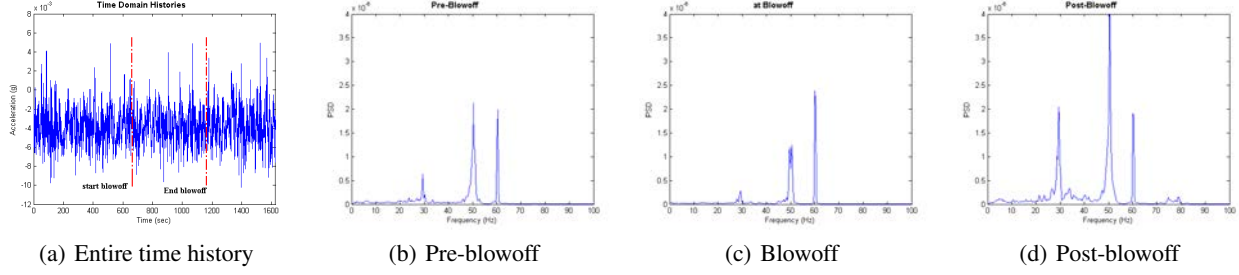 Time Domain Histories
8 x 10⁻³
6
4
2
0
-2
-4
-6
-8
-10
-12
Acceleration (g)
start blowoff
End blowoff
0 200 400 600 800 1000 1200 1400 1600
Time (sec)
(a) Entire time history
Pre-Blowoff
4
3.5
3
2.5
2
1.5
1
0.5
0
PSD
0 10 20 30 40 50 60 70 80 90 100
Frequency (Hz)
(b) Pre-blowoff
at Blowoff
4
3.5
3
2.5
2
1.5
1
0.5
0
PSD
0 10 20 30 40 50 60 70 80 90 100
Frequency (Hz)
(c) Blowoff
Post-Blowoff
4
3.5
3
2.5
2
1.5
1
0.5
0
PSD
0 10 20 30 40 50 60 70 80 90 100
Frequency (Hz)
(d) Post-blowoff